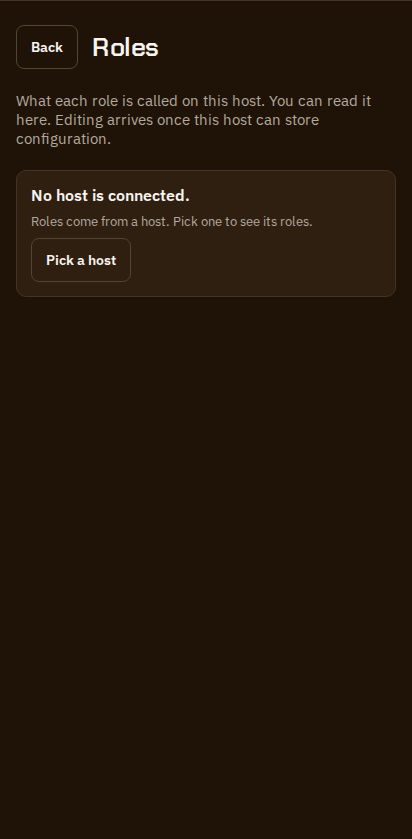 Back
Roles
What each role is called on this host. You can read it
here. Editing arrives once this host can store
configuration.
No host is connected.
Roles come from a host. Pick one to see its roles.
Pick a host